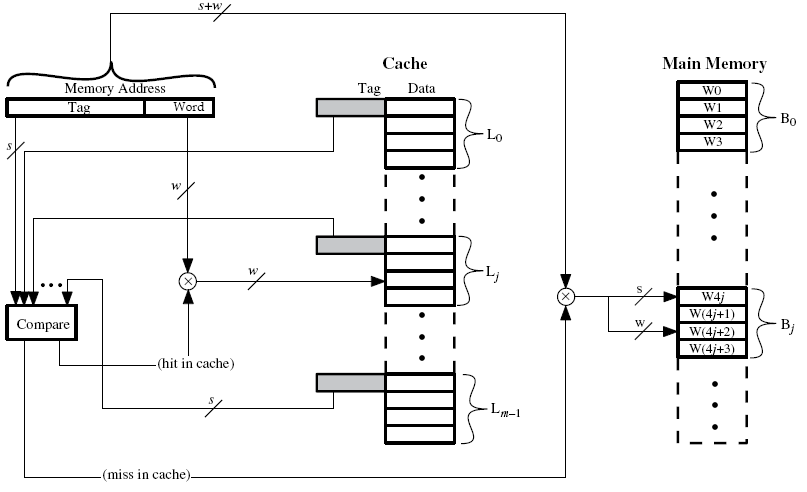 s+w
Cache
Main Memory
Memory Address
Tag Word
Tag Data
W0
W1
W2
W3
B0
L0
s
w
w
Lj
s
w
W4j
W(4j+1)
W(4j+2)
W(4j+3)
Bj
Compare
(hit in cache)
s
Lm–1
(miss in cache)